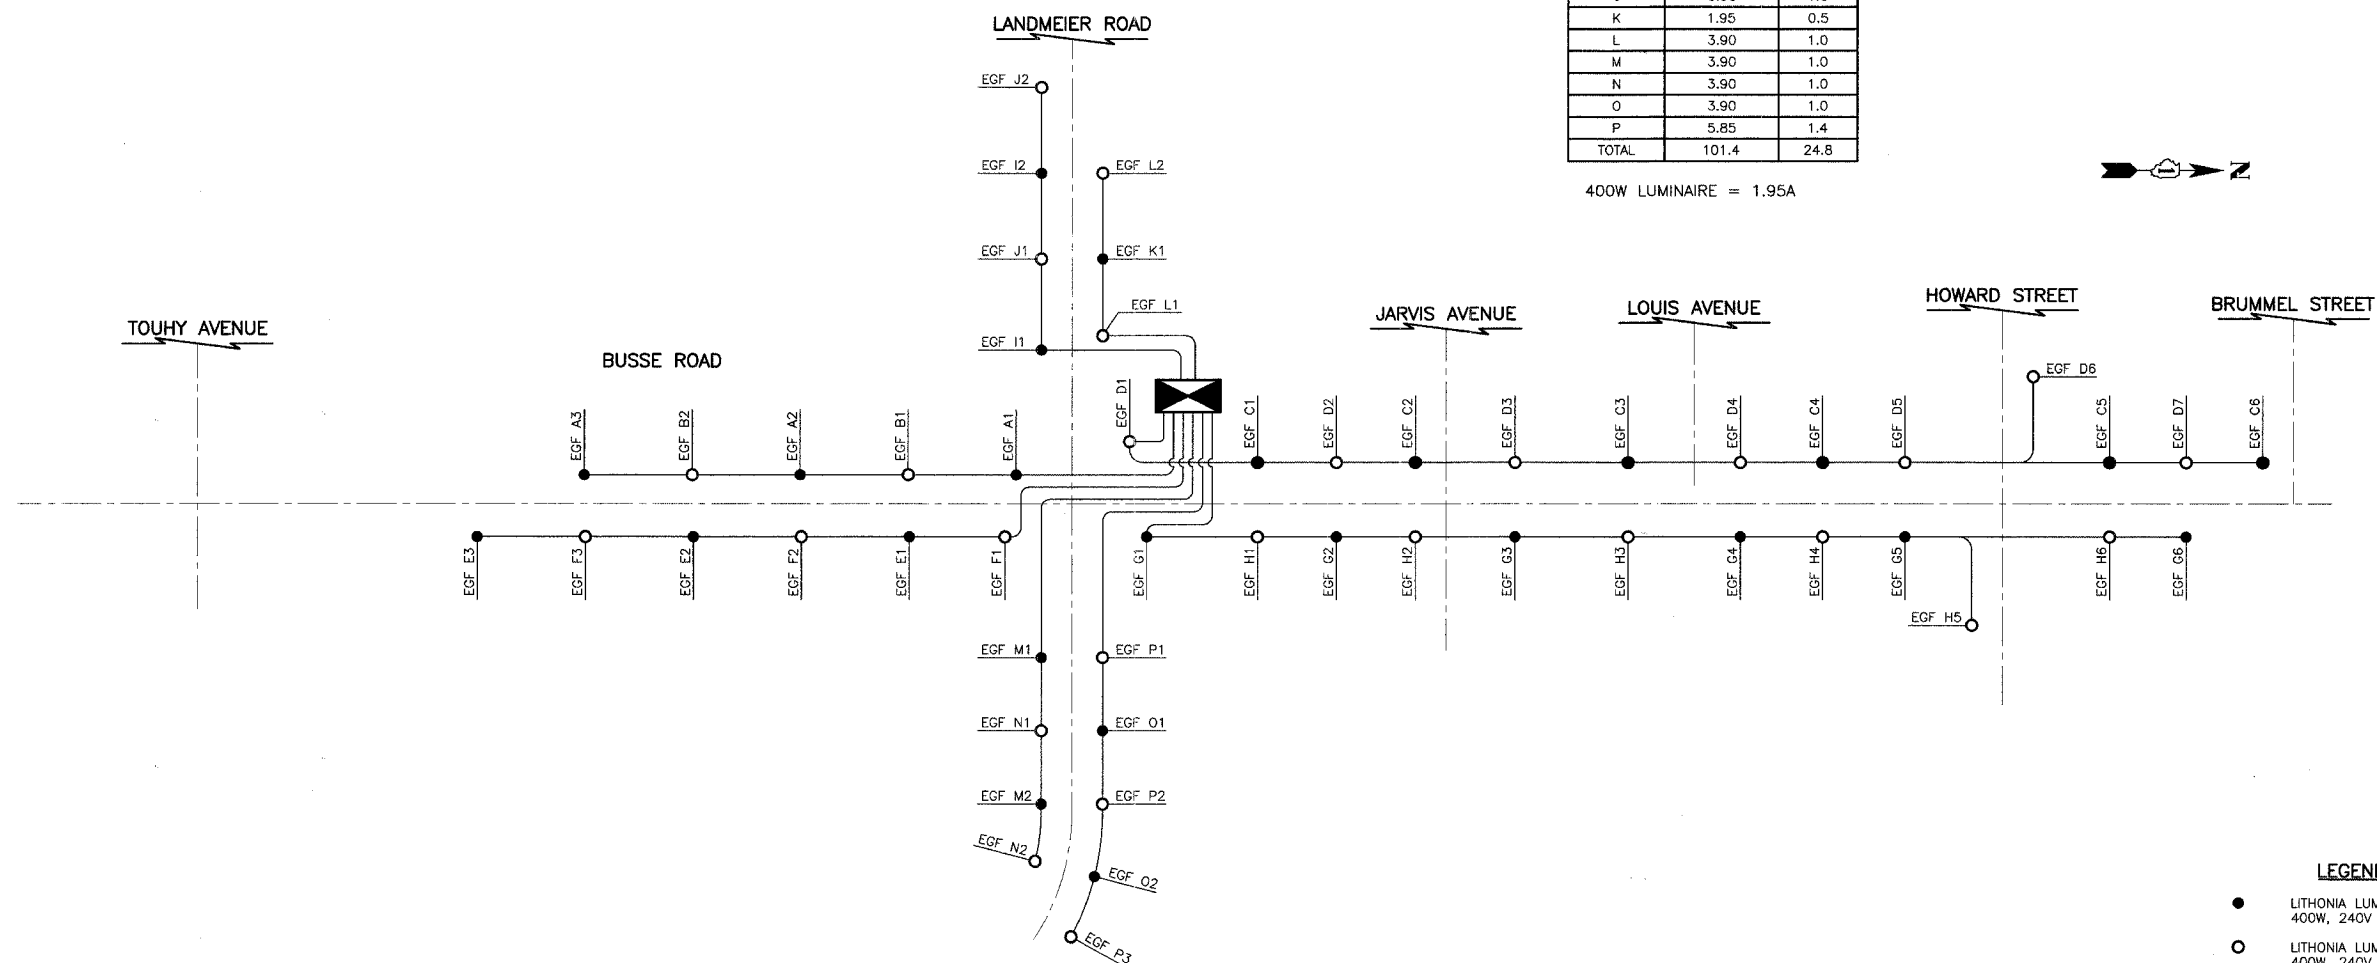 LANDMEIER ROAD
K 1.95 0.5
L 3.90 1.0
M 3.90 1.0
N 3.90 1.0
O 3.90 1.0
P 5.85 1.4
TOTAL 101.4 24.8
400W LUMINAIRE = 1.95A
N
EGF J2
EGF I2
EGF L2
EGF J1
EGF K1
EGF L1
EGF I1
TOUHY AVENUE
BUSSE ROAD
JARVIS AVENUE
LOUIS AVENUE
HOWARD STREET
BRUMMEL STREET
EGF D6
EGF A3
EGF B2
EGF A2
EGF B1
EGF A1
EGF D1
EGF C1
EGF D2
EGF C2
EGF D3
EGF C3
EGF D4
EGF C4
EGF D5
EGF C5
EGF D7
EGF C6
EGF E3
EGF F3
EGF E2
EGF F2
EGF E1
EGF F1
EGF G1
EGF H1
EGF G2
EGF H2
EGF G3
EGF H3
EGF G4
EGF H4
EGF G5
EGF H6
EGF G6
EGF H5
EGF M1
EGF P1
EGF N1
EGF O1
EGF M2
EGF P2
EGF N2
EGF O2
EGF P3
LEGEND
LITHONIA LUM
400W, 240V
LITHONIA LUM
400W, 240V